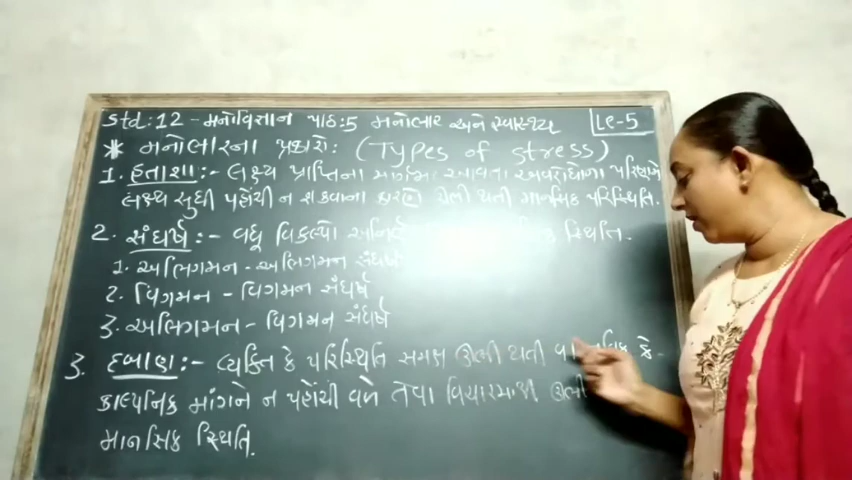 Std:12 - મનોવિજ્ઞાન પાઠ:5 મનોભાર અને સ્વાસ્થ્ય
Le-5
* મનોભારના પ્રકારો: (Types of stress)
1. હતાશા:- લક્ષ્ય પ્રાપ્તિના માર્ગમાં આવતા અવરોધોના પરિણામે
લક્ષ્ય સુધી પહોંચી ન શકવાના કારણે ઊભી થતી માનસિક પરિસ્થિતિ.
2. સંઘર્ષ:- વધુ વિકલ્પો સ્થિતિ.
1. અભિગમન - અભિગમન સંઘર્ષ
2. વિગમન - વિગમન સંઘર્ષ
3. અભિગમન - વિગમન સંઘર્ષ
3. દબાણ:- વ્યક્તિ કે પરિસ્થિતિ સમક્ષ ઊભી થતી કે
કાલ્પનિક માંગને ન પહોંચી વળે તેવા વિચારમાંથી ઊભી
માનસિક સ્થિતિ.